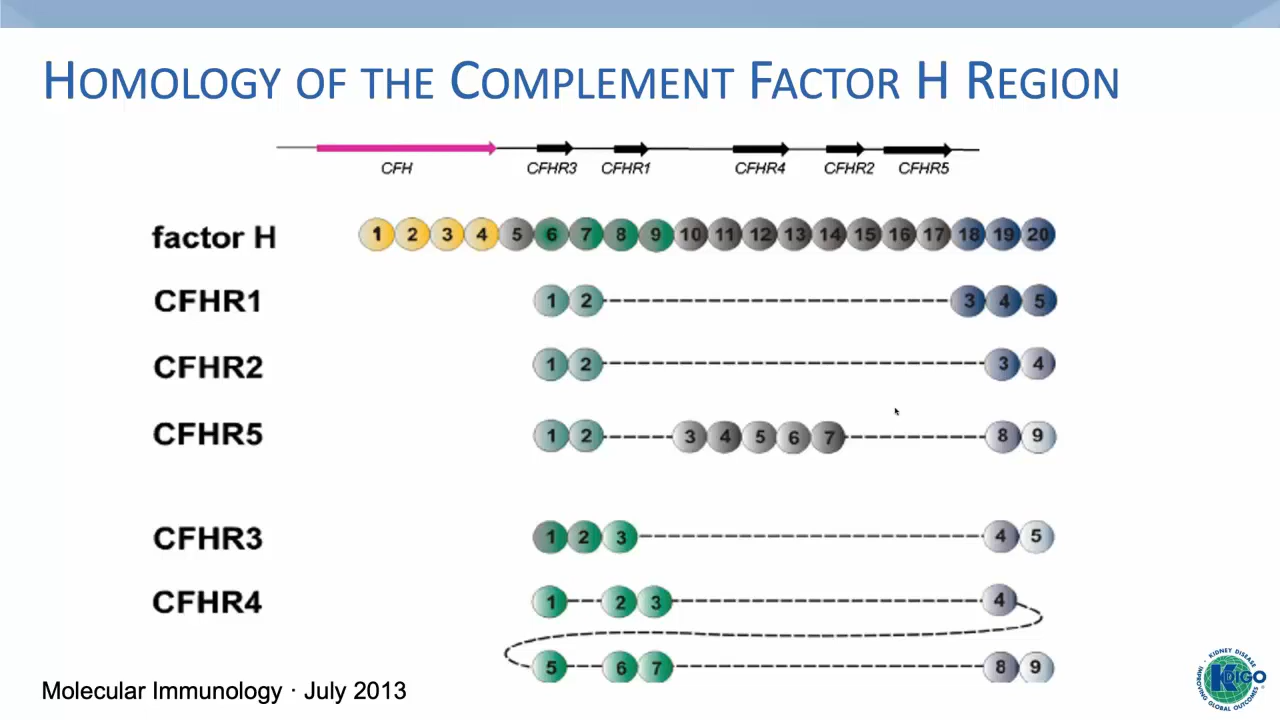 HOMOLOGY OF THE COMPLEMENT FACTOR H REGION
CFH CFHR3 CFHR1 CFHR4 CFHR2 CFHR5
factor H 1 2 3 4 5 6 7 8 9 10 11 12 13 14 15 16 17 18 19 20
CFHR1 1 2 3 4 5
CFHR2 1 2 3 4
CFHR5 1 2 3 4 5 6 7 8 9
CFHR3 1 2 3 4 5
CFHR4 1 2 3 4
5 6 7 8 9
Molecular Immunology · July 2013
KIDNEY DISEASE
KDIGO
IMPROVING GLOBAL OUTCOMES